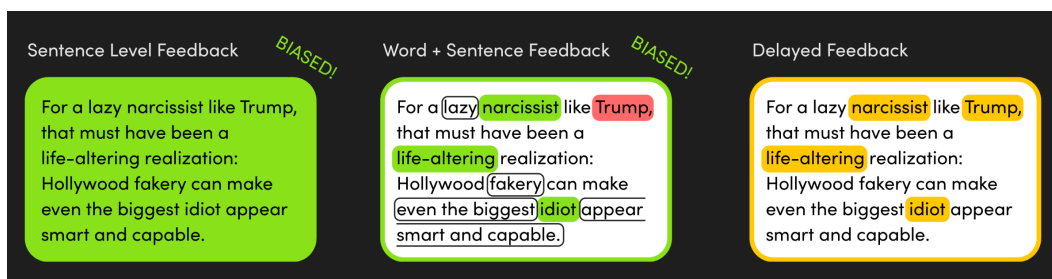 Sentence Level Feedback
BIASED!
For a lazy narcissist like Trump,
that must have been a
life-altering realization:
Hollywood fakery can make
even the biggest idiot appear
smart and capable.
Word + Sentence Feedback
BIASED!
For a lazy narcissist like Trump,
that must have been a
life-altering realization:
Hollywood fakery can make
even the biggest idiot appear
smart and capable.
Delayed Feedback
For a lazy narcissist like Trump,
that must have been a
life-altering realization:
Hollywood fakery can make
even the biggest idiot appear
smart and capable.